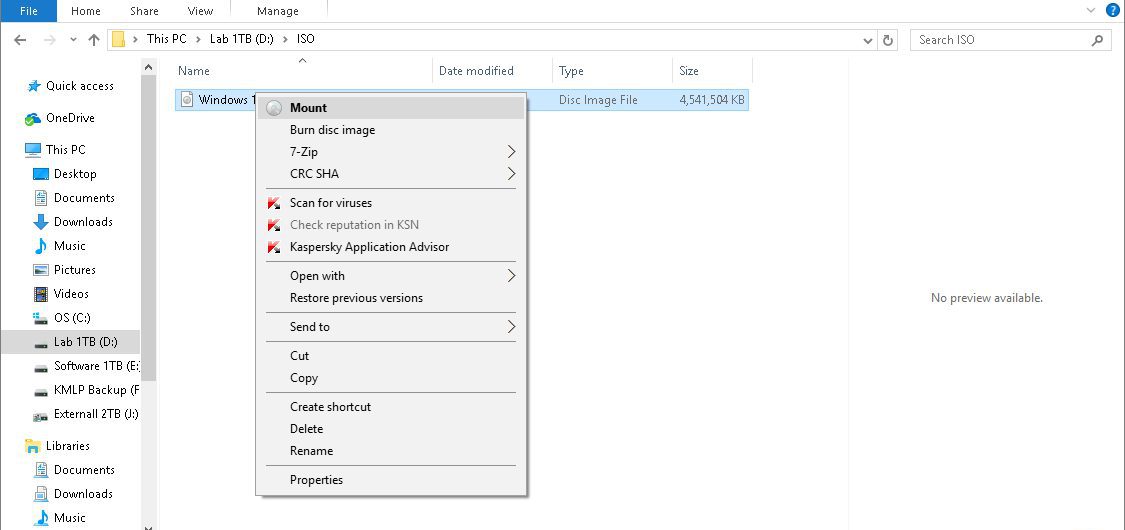 File Home Share View Manage
This PC Lab 1TB (D:) ISO
Search ISO
Name Date modified Type Size
Windows 1 Disc Image File 4,541,504 KB
Quick access
OneDrive
This PC
Desktop
Documents
Downloads
Music
Pictures
Videos
OS (C:)
Lab 1TB (D:)
Software 1TB (E:
KMLP Backup (F
Externall 2TB (J:)
Libraries
Documents
Downloads
Music
Mount
Burn disc image
7-Zip
CRC SHA
Scan for viruses
Check reputation in KSN
Kaspersky Application Advisor
Open with
Restore previous versions
Send to
Cut
Copy
Create shortcut
Delete
Rename
Properties
No preview available.